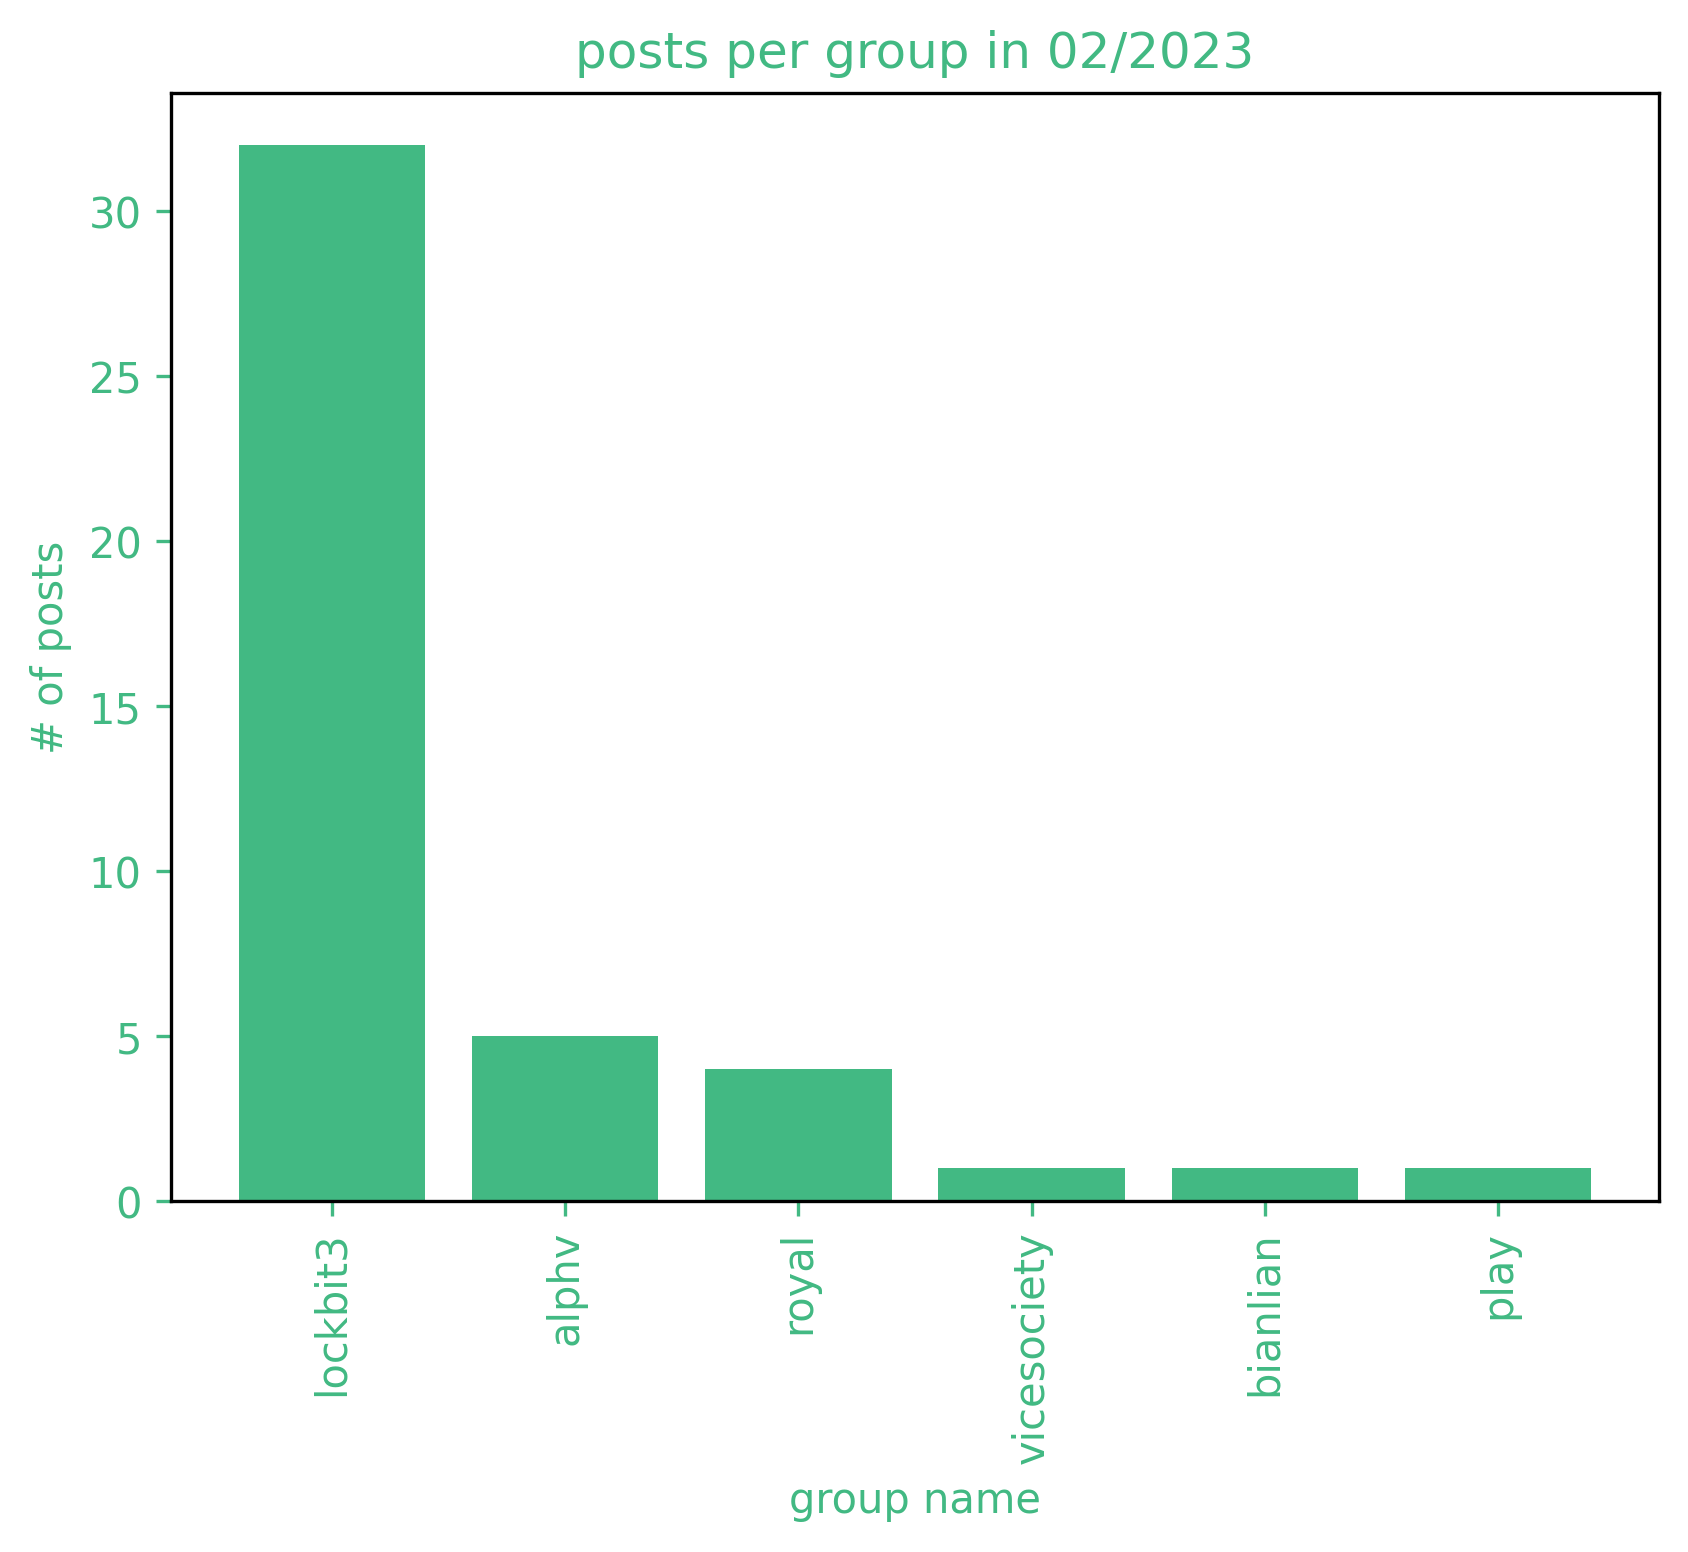 posts per group in 02/2023
# of posts
30
25
20
15
10
5
0
lockbit3
alphv
royal
vicesociety
bianlian
play
group name